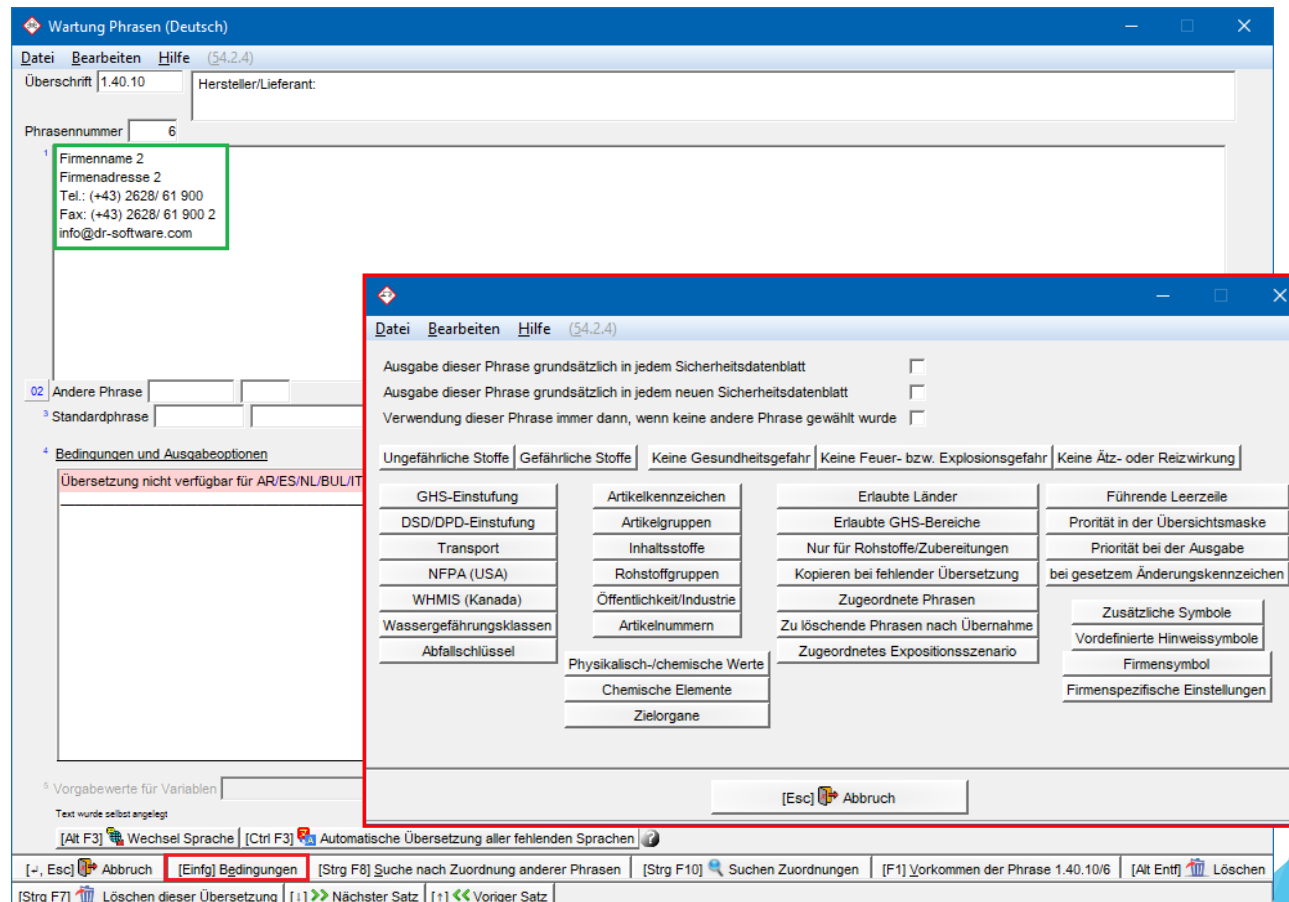 Wartung Phrasen (Deutsch)
Datei Bearbeiten Hilfe (54.2.4)
Überschrift 1.40.10 Hersteller/Lieferant:
Phrasennummer 6
1
Firmenname 2
Firmenadresse 2
Tel.: (+43) 2628/ 61 900
Fax: (+43) 2628/ 61 900 2
info@dr-software.com
02 Andere Phrase
3 Standardphrase
4 Bedingungen und Ausgabeoptionen
Übersetzung nicht verfügbar für AR/ES/NL/BUL/IT
5 Vorgabewerte für Variablen
Text wurde selbst angelegt
[Alt F3] Wechsel Sprache [Ctrl F3] Automatische Übersetzung aller fehlenden Sprachen
[↵, Esc] Abbruch [Einfg] Bedingungen [Strg F8] Suche nach Zuordnung anderer Phrasen [Strg F10] Suchen Zuordnungen [F1] Vorkommen der Phrase 1.40.10/6 [Alt Entf] Löschen
[Strg F7] Löschen dieser Übersetzung [↓] Nächster Satz [↑] Voriger Satz
Datei Bearbeiten Hilfe (54.2.4)
Ausgabe dieser Phrase grundsätzlich in jedem Sicherheitsdatenblatt
Ausgabe dieser Phrase grundsätzlich in jedem neuen Sicherheitsdatenblatt
Verwendung dieser Phrase immer dann, wenn keine andere Phrase gewählt wurde
Ungefährliche Stoffe Gefährliche Stoffe Keine Gesundheitsgefahr Keine Feuer- bzw. Explosionsgefahr Keine Ätz- oder Reizwirkung
GHS-Einstufung Artikelkennzeichen Erlaubte Länder Führende Leerzeile
DSD/DPD-Einstufung Artikelgruppen Erlaubte GHS-Bereiche Prorität in der Übersichtsmaske
Transport Inhaltsstoffe Nur für Rohstoffe/Zubereitungen Priorität bei der Ausgabe
NFPA (USA) Rohstoffgruppen Kopieren bei fehlender Übersetzung bei gesetzem Änderungskennzeichen
WHMIS (Kanada) Öffentlichkeit/Industrie Zugeordnete Phrasen Zusätzliche Symbole
Wassergefährungsklassen Artikelnummern Zu löschende Phrasen nach Übernahme Vordefinierte Hinweissymbole
Abfallschlüssel Physikalisch-/chemische Werte Zugeordnetes Expositionsszenario Firmensymbol
Chemische Elemente Firmenspezifische Einstellungen
Zielorgane
[Esc] Abbruch